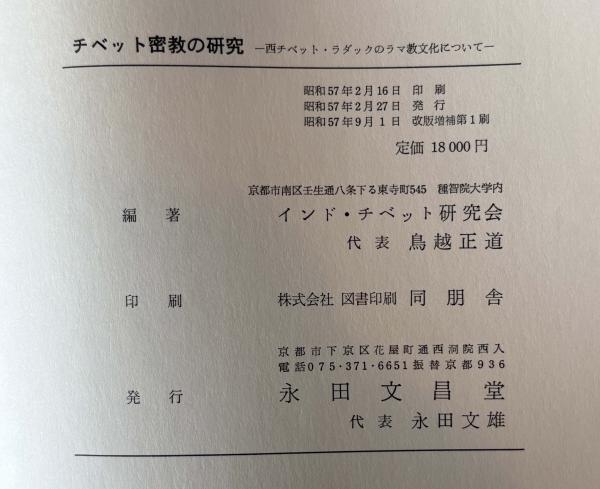 チベット密教の研究 ―西チベット・ラダックのラマ教文化について―
昭和57年2月16日 印刷
昭和57年2月27日 発行
昭和57年9月1日 改版増補第1刷
定価 18000円
京都市南区壬生通八条下る東寺町545 種智院大学内
編著 インド・チベット研究会
代表 鳥越正道
印刷 株式会社 図書印刷 同朋舎
京都市下京区花屋町通西洞院西入
電話075・371・6651振替京都936
発行 永田文昌堂
代表 永田文雄